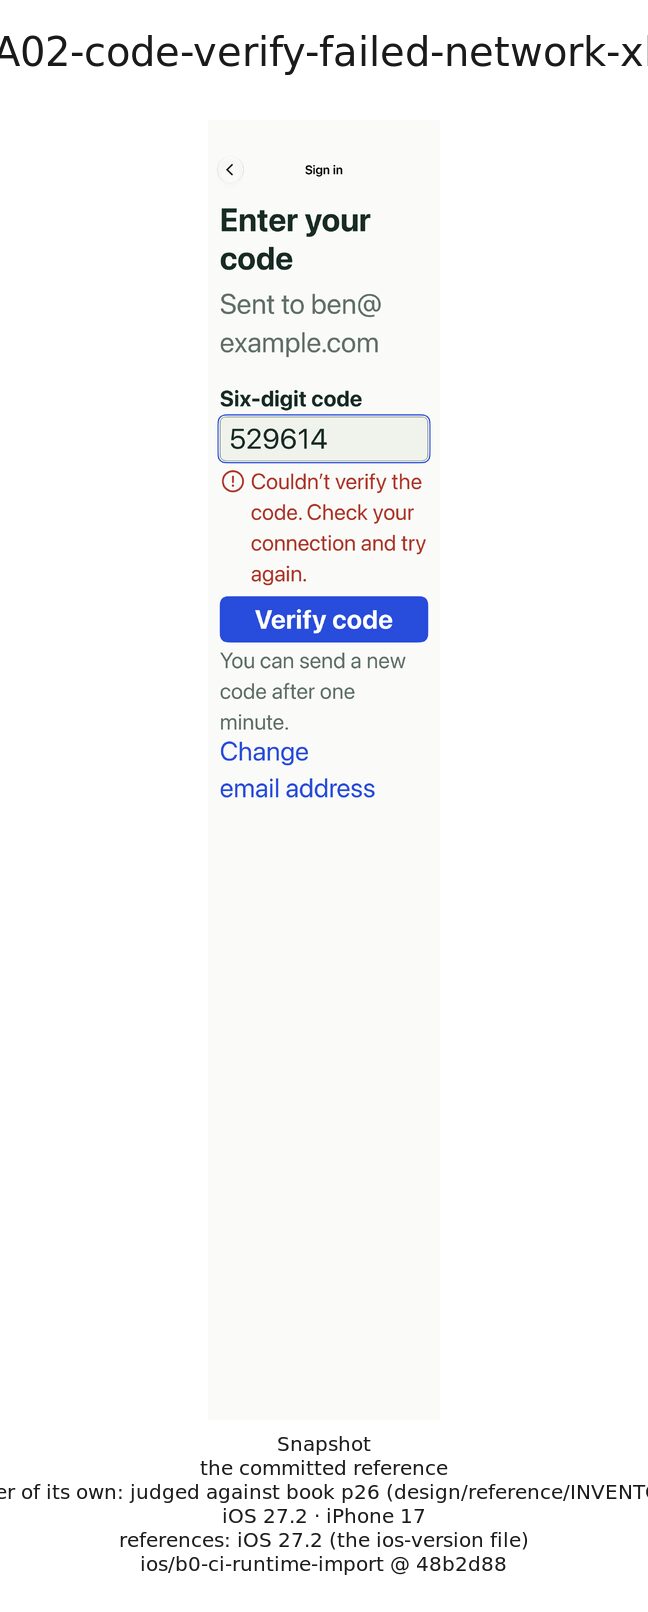 A02-code-verify-failed-network-x
Sign in
Enter your
code
Sent to ben@
example.com
Six-digit code
529614
Couldn’t verify the
code. Check your
connection and try
again.
Verify code
You can send a new
code after one
minute.
Change
email address
Snapshot
the committed reference
er of its own: judged against book p26 (design/reference/INVENT
iOS 27.2 · iPhone 17
references: iOS 27.2 (the ios-version file)
ios/b0-ci-runtime-import @ 48b2d88